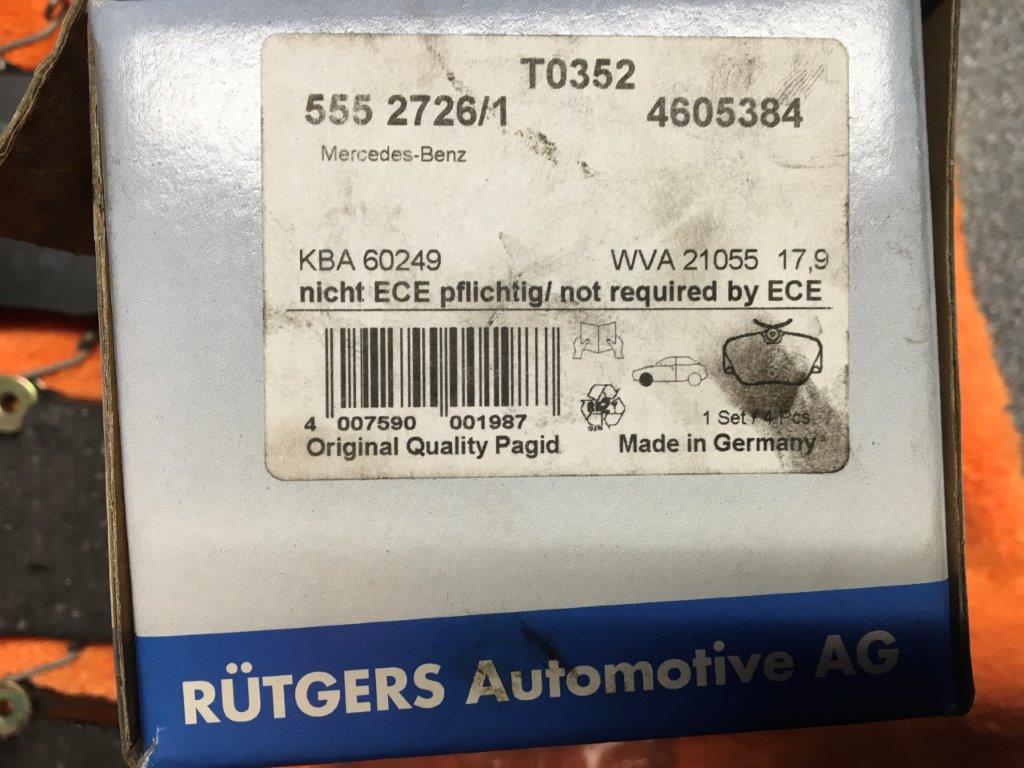 T0352
555 2726/1 4605384
Mercedes-Benz
KBA 60249 WVA 21055 17,9
nicht ECE pflichtig/ not required by ECE
4 007590 001987
1 Set / 4 Pcs.
Original Quality Pagid Made in Germany
RÜTGERS Automotive AG